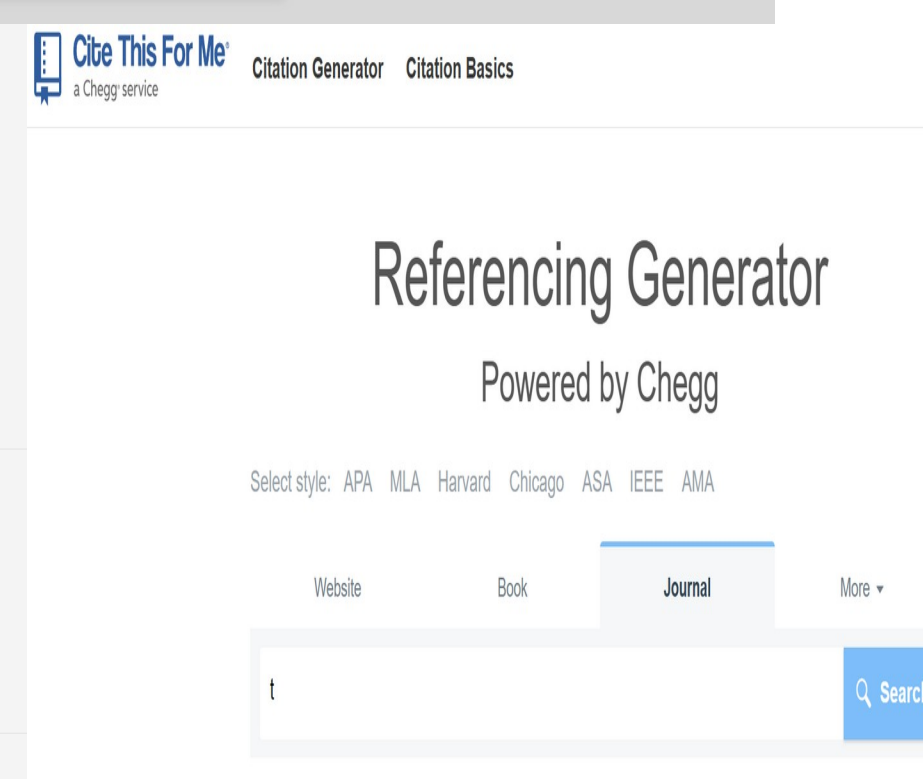 Cite This For Me®
a Chegg® service
Citation Generator Citation Basics
Referencing Generator
Powered by Chegg
Select style: APA MLA Harvard Chicago ASA IEEE AMA
Website Book Journal More
t
Search